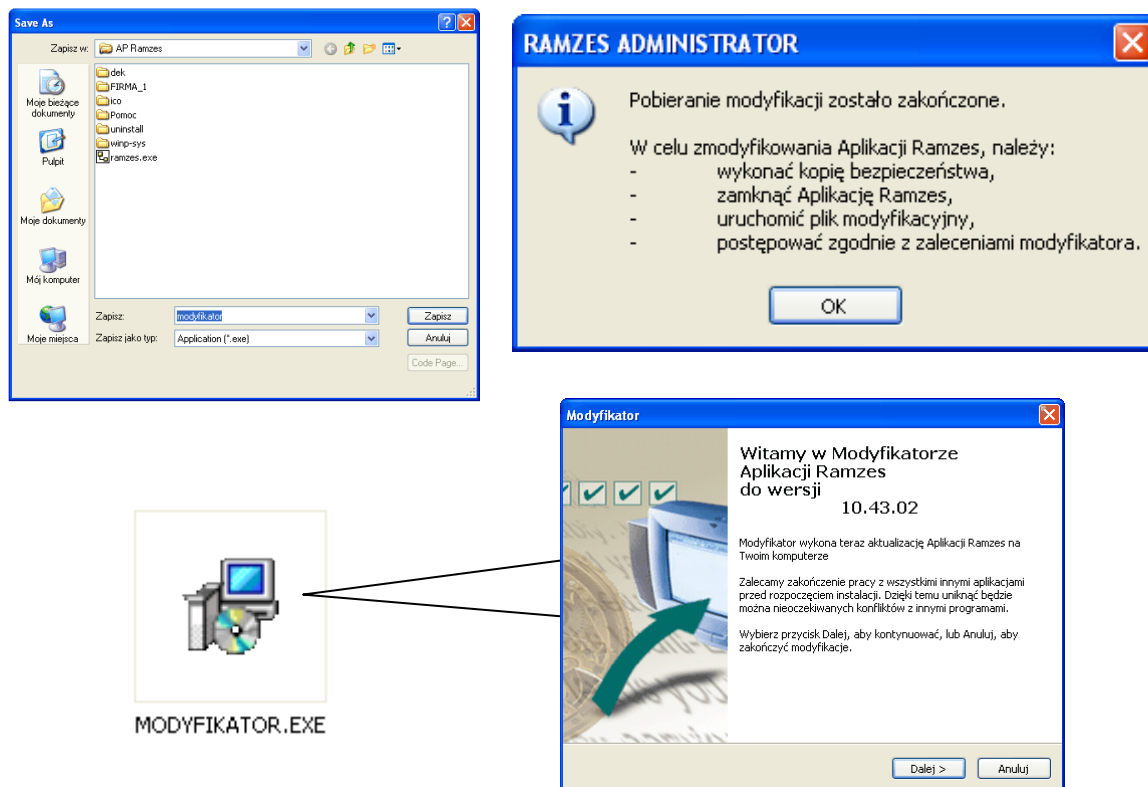 Save As
Zapisz w:
AP Ramzes
dek
FIRMA_1
ico
Pomoc
uninstall
winp-sys
ramzes.exe
Moje bieżące
dokumenty
Pulpit
Moje dokumenty
Mój komputer
Moje miejsca
Zapisz:
modyfikator
Zapisz
Zapisz jako typ:
Application (*.exe)
Anuluj
Code Page...
RAMZES ADMINISTRATOR
Pobieranie modyfikacji zostało zakończone.
W celu zmodyfikowania Aplikacji Ramzes, należy:
- wykonać kopię bezpieczeństwa,
- zamknąć Aplikację Ramzes,
- uruchomić plik modyfikacyjny,
- postępować zgodnie z zaleceniami modyfikatora.
OK
MODYFIKATOR.EXE
Modyfikator
Witamy w Modyfikatorze
Aplikacji Ramzes
do wersji
10.43.02
Modyfikator wykona teraz aktualizację Aplikacji Ramzes na
Twoim komputerze
Zalecamy zakończenie pracy z wszystkimi innymi aplikacjami
przed rozpoczęciem instalacji. Dzięki temu uniknąć będzie
można nieoczekiwanych konfliktów z innymi programami.
Wybierz przycisk Dalej, aby kontynuować, lub Anuluj, aby
zakończyć modyfikacje.
Dalej >
Anuluj